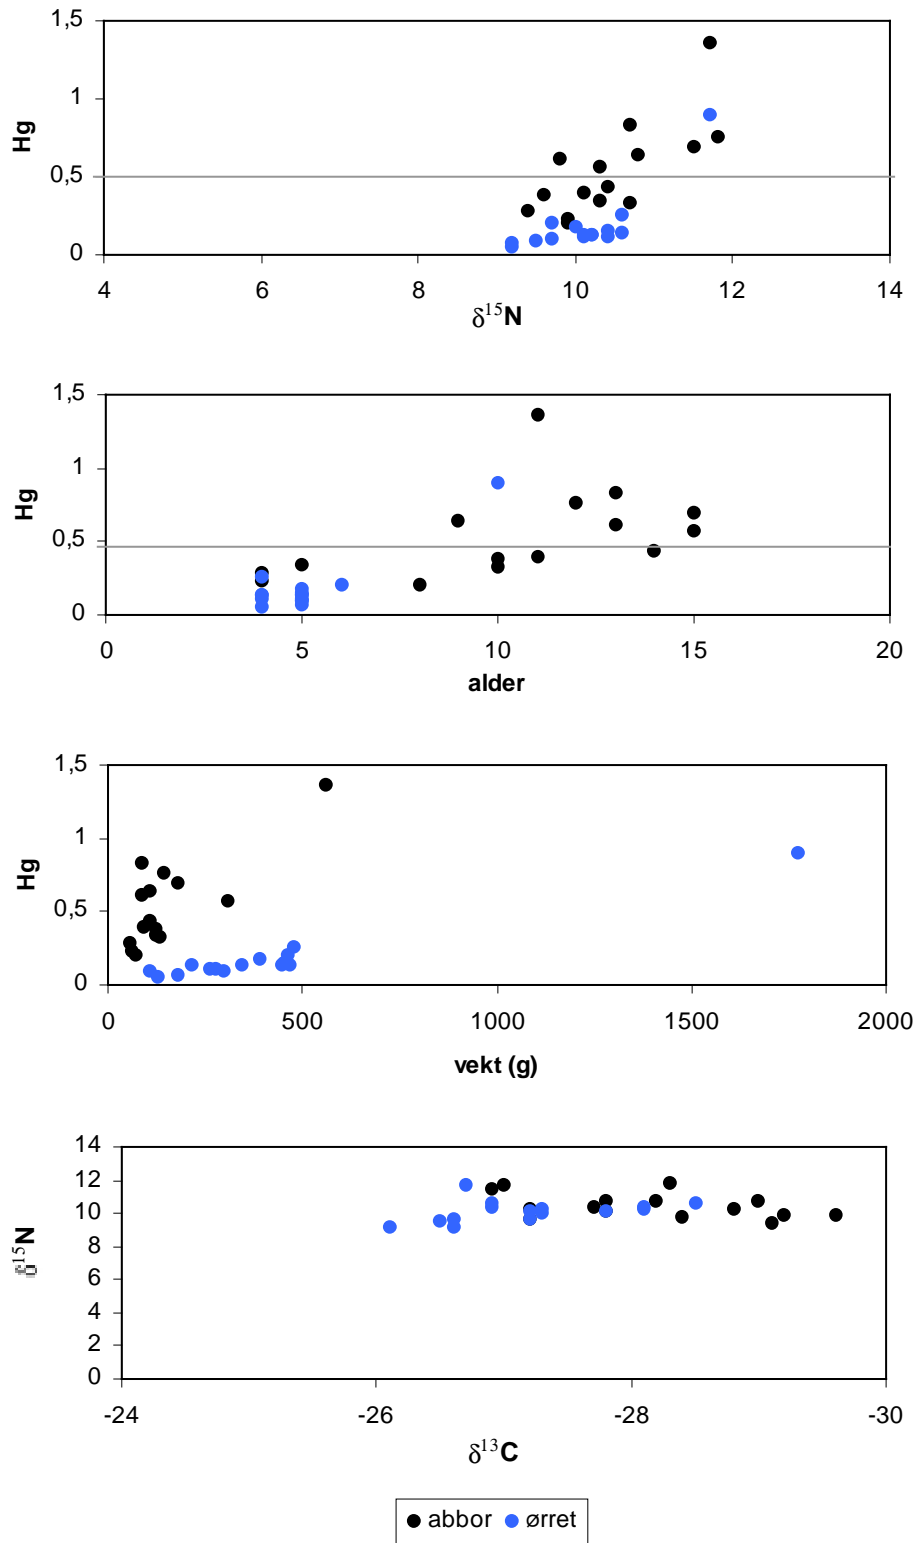 1,5
1
0,5
0
Hg
4 6 8 10 12 14
δ¹⁵N
1,5
1
0,5
0
Hg
0 5 10 15 20
alder
1,5
1
0,5
0
Hg
0 500 1000 1500 2000
vekt (g)
14
12
10
8
6
4
2
0
δ¹⁵N
-24 -26 -28 -30
δ¹³C
abbor ørret